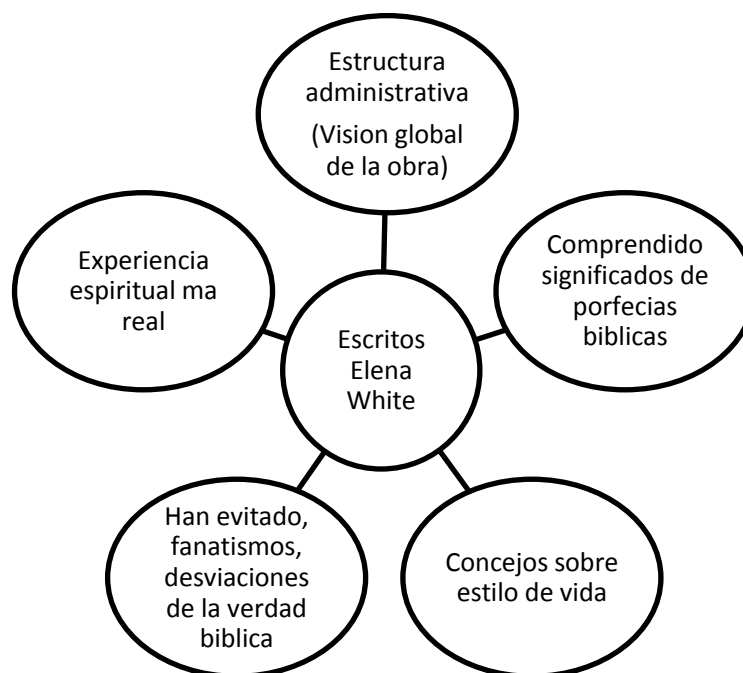 Estructura
administrativa
(Vision global
de la obra)
Experiencia
espiritual ma
real
Comprendido
significados de
porfecias
biblicas
Escritos
Elena
White
Han evitado,
fanatismos,
desviaciones
de la verdad
biblica
Concejos sobre
estilo de vida